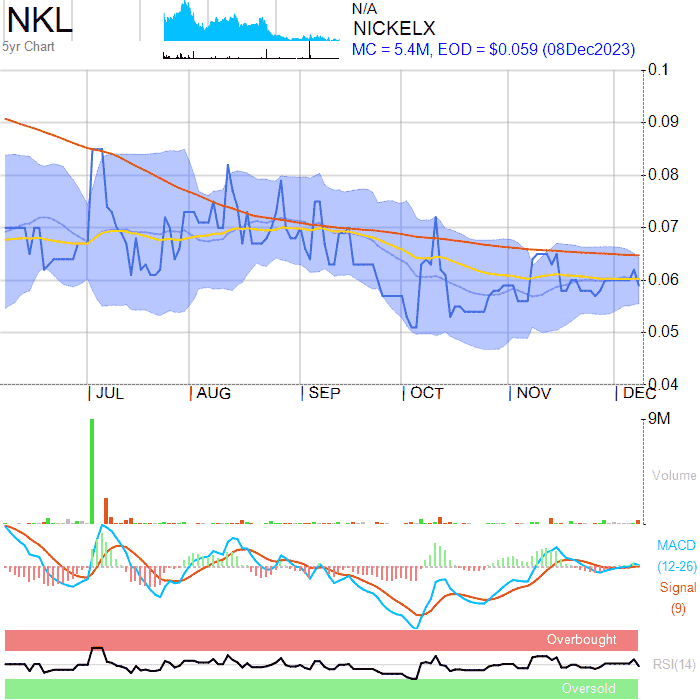 NKL
5yr Chart
N/A
NICKELX
MC = 5.4M, EOD = $0.059 (08Dec2023)
0.1
0.09
0.08
0.07
0.06
0.05
0.04
JUL
AUG
SEP
OCT
NOV
DEC
9M
Volume
MACD
(12-26)
Signal
(9)
Overbought
RSI(14)
Oversold